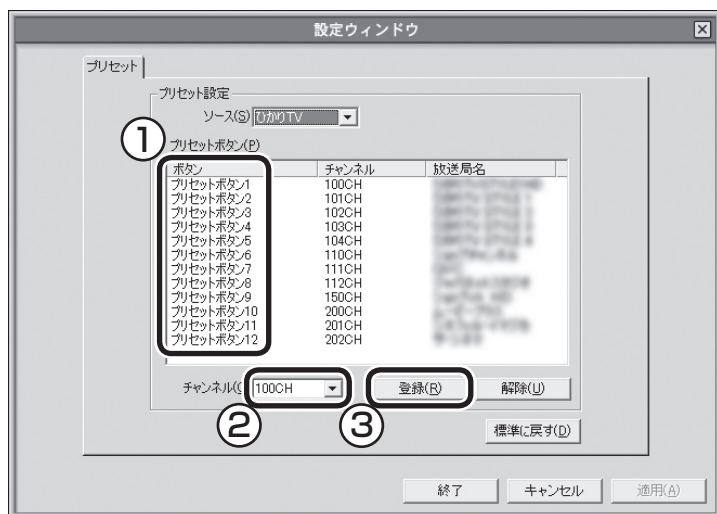 設定ウィンドウ
プリセット
プリセット設定
ソース(S) ひかりTV
① プリセットボタン(P)
ボタン チャンネル 放送局名
プリセットボタン1 100CH
プリセットボタン2 101CH
プリセットボタン3 102CH
プリセットボタン4 103CH
プリセットボタン5 104CH
プリセットボタン6 110CH
プリセットボタン7 111CH
プリセットボタン8 112CH
プリセットボタン9 150CH
プリセットボタン10 200CH
プリセットボタン11 201CH
プリセットボタン12 202CH
チャンネル( 100CH 登録(R) 解除(U)
② ③
標準に戻す(D)
終了 キャンセル 適用(A)